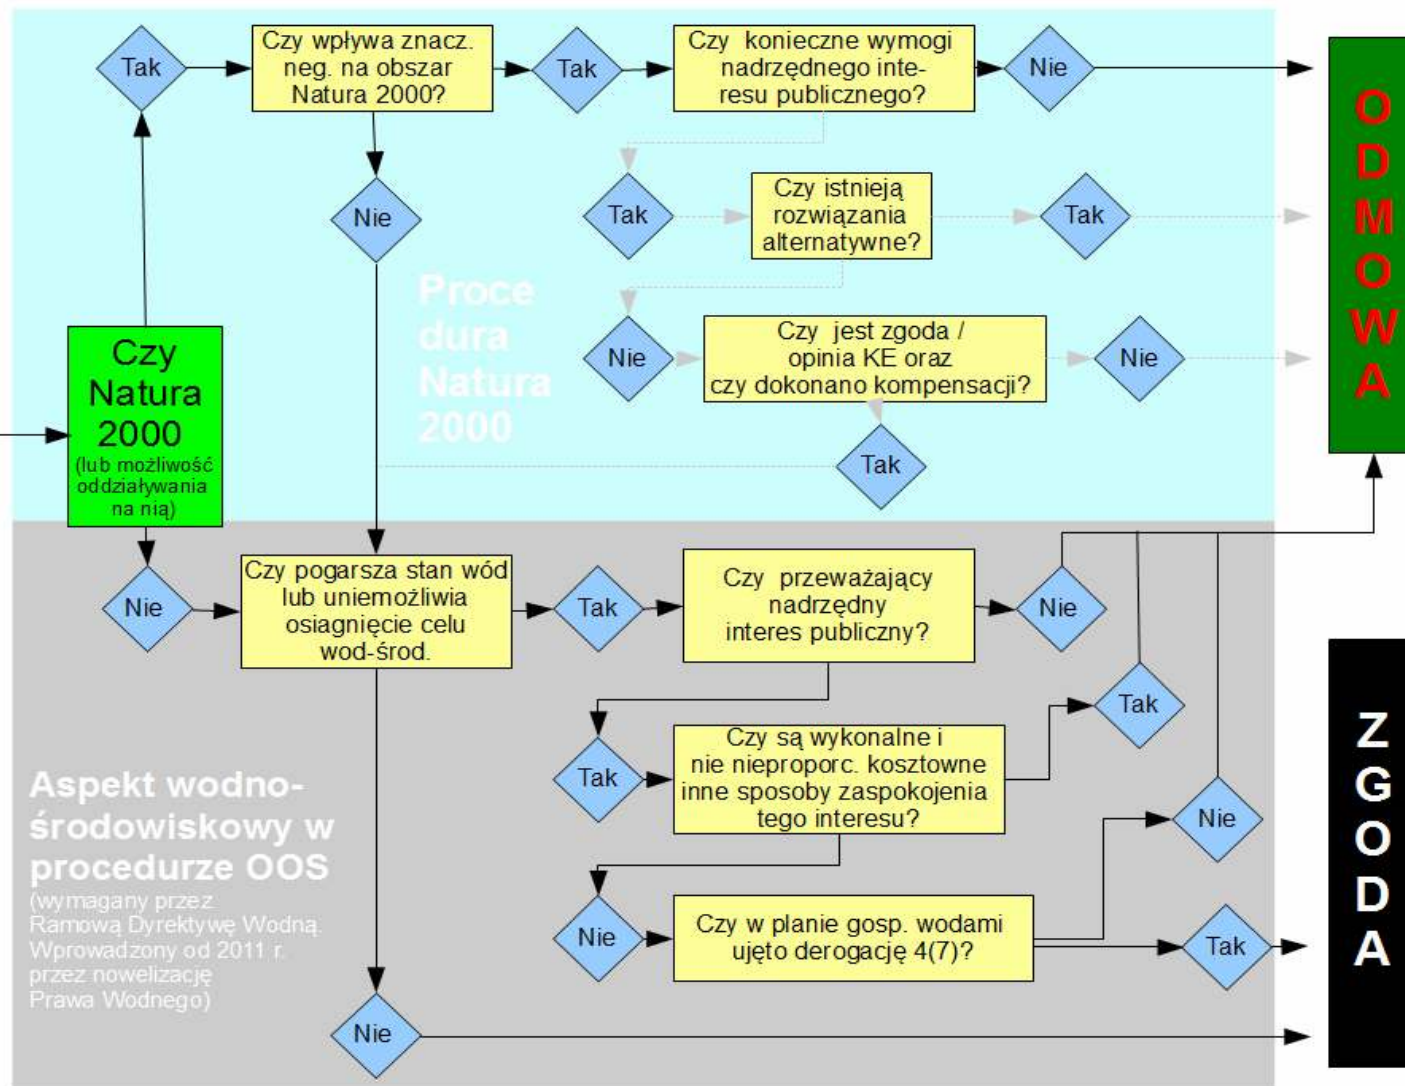 Tak
Czy wpływa znacz.
neg. na obszar
Natura 2000?
Tak
Czy konieczne wymogi
nadrzędnego inte-
resu publicznego?
Nie
Nie
Tak
Czy istnieją
rozwiązania
alternatywne?
Tak
Proce
dura
Natura
2000
Nie
Czy jest zgoda /
opinia KE oraz
czy dokonano kompensacji?
Nie
Tak
Czy
Natura
2000
(lub możliwość
oddziaływania
na nią)
O
D
M
O
W
A
Nie
Czy pogarsza stan wód
lub uniemożliwia
osiagnięcie celu
wod-środ.
Tak
Czy przeważający
nadrzędny
interes publiczny?
Nie
Tak
Tak
Czy są wykonalne i
nie nieproporc. kosztowne
inne sposoby zaspokojenia
tego interesu?
Nie
Nie
Czy w planie gosp. wodami
ujęto derogację 4(7)?
Tak
Aspekt wodno-
środowiskowy w
procedurze OOS
(wymagany przez
Ramową Dyrektywę Wodną.
Wprowadzony od 2011 r.
przez nowelizację
Prawa Wodnego)
Nie
Z
G
O
D
A